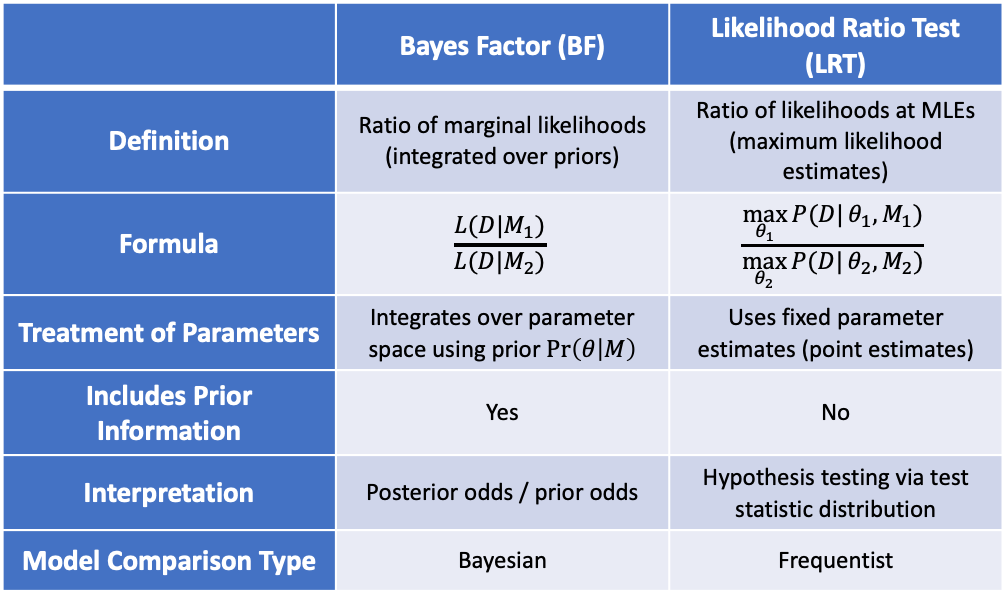 Bayes Factor (BF)
Likelihood Ratio Test
(LRT)
Definition
Ratio of marginal likelihoods
(integrated over priors)
Ratio of likelihoods at MLEs
(maximum likelihood
estimates)
Formula
L(D|M₁)
L(D|M₂)
max P(D| θ₁, M₁)
θ₁
max P(D| θ₂, M₂)
θ₂
Treatment of Parameters
Integrates over parameter
space using prior Pr(θ|M)
Uses fixed parameter
estimates (point estimates)
Includes Prior
Information
Yes
No
Interpretation
Posterior odds / prior odds
Hypothesis testing via test
statistic distribution
Model Comparison Type
Bayesian
Frequentist